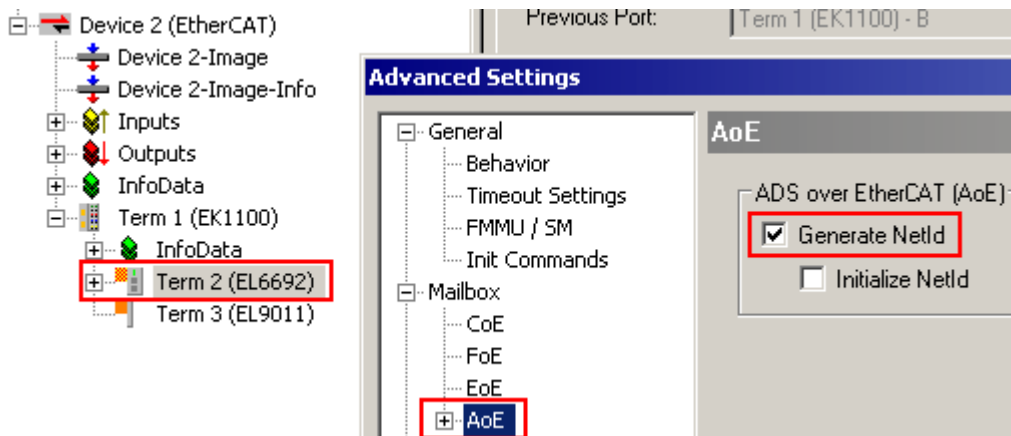 Device 2 (EtherCAT)
Device 2-Image
Device 2-Image-Info
Inputs
Outputs
InfoData
Term 1 (EK1100)
InfoData
Term 2 (EL6692)
Term 3 (EL9011)
Previous Port:
Term 1 (EK1100) - B
Advanced Settings
General
Behavior
Timeout Settings
FMMU / SM
Init Commands
Mailbox
CoE
FoE
EoE
AoE
AoE
ADS over EtherCAT (AoE)
Generate NetId
Initialize NetId